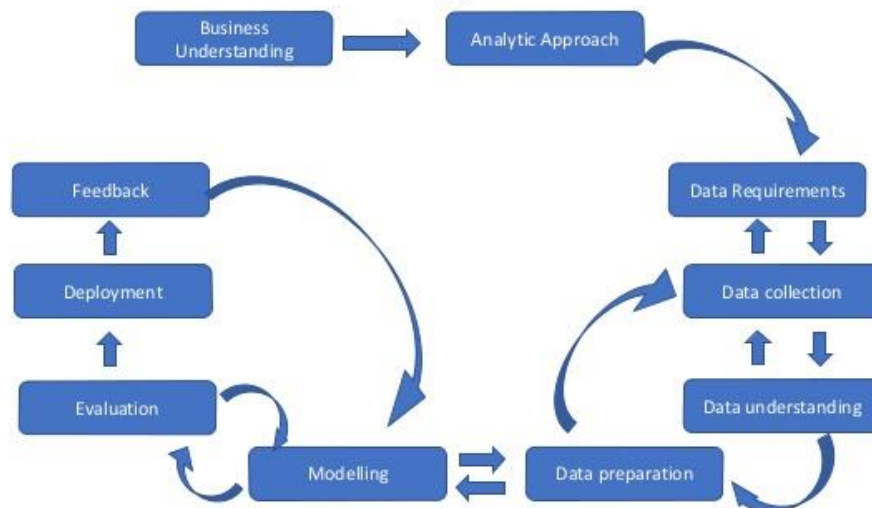 Business
Understanding
Analytic Approach
Feedback
Data Requirements
Deployment
Data collection
Evaluation
Data understanding
Modelling
Data preparation